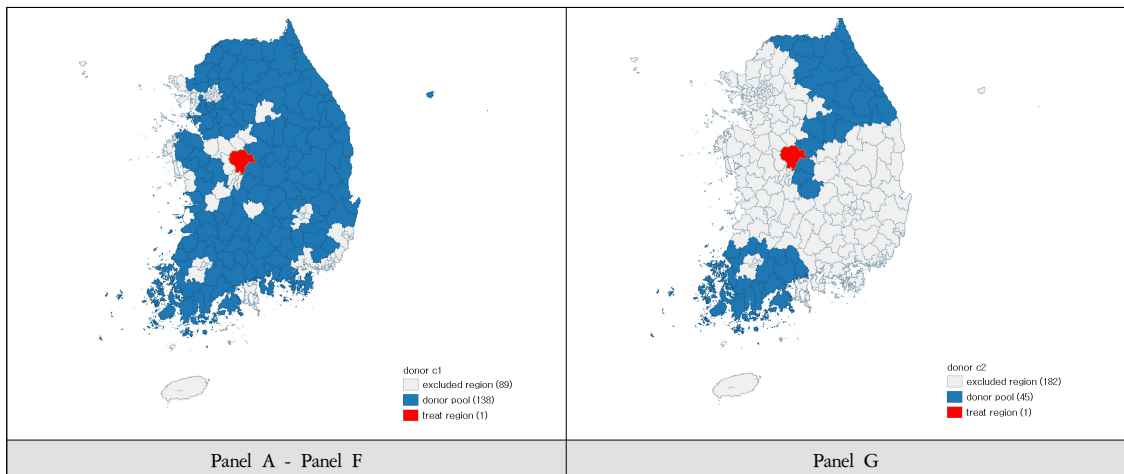 donor c1
excluded region (89)
donor pool (138)
treat region (1)
donor c2
excluded region (182)
donor pool (45)
treat region (1)
Panel A - Panel F
Panel G